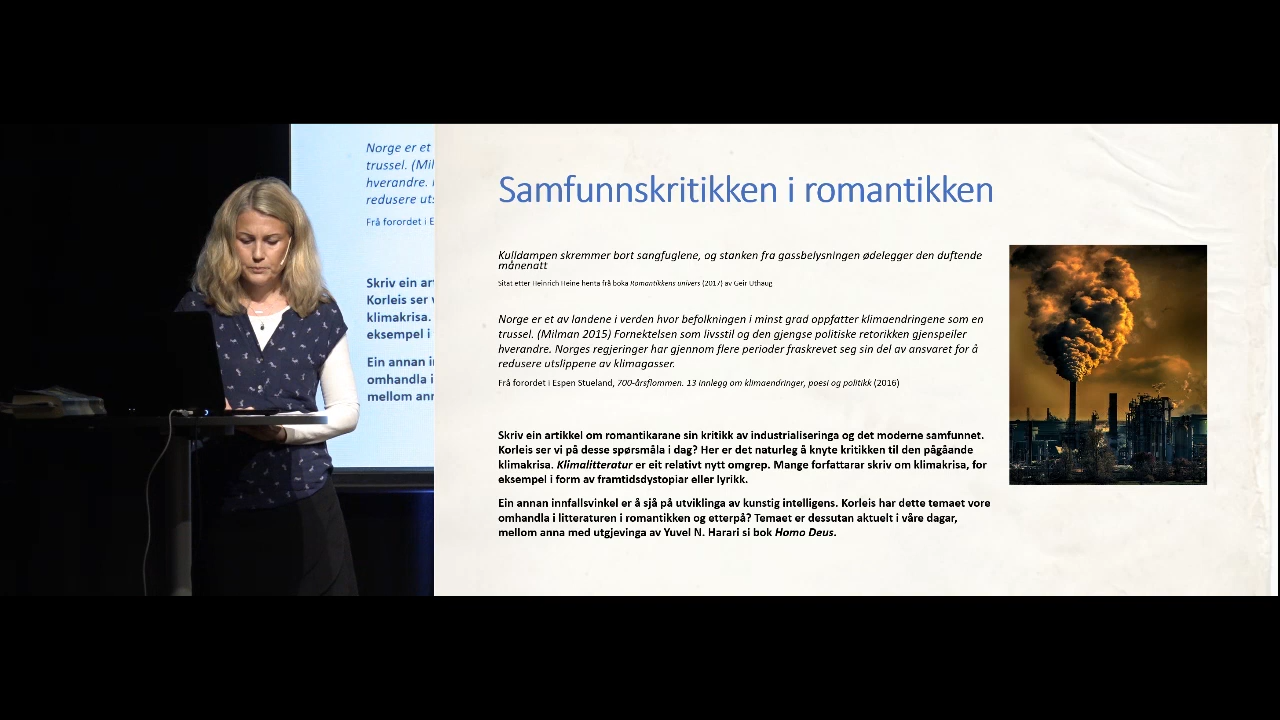 Norge er et
trussel. (Mil
hverandre.
redusere uts
Frå forordet i E
Skriv ein art
Korleis ser v
klimakrisa.
eksempel i
Ein annan i
omhandla i
mellom ann
Samfunnskritikken i romantikken
Kulldampen skremmer bort sangfuglene, og stanken fra gassbelysningen ødelegger den duftende
månenatt
Sitat etter Heinrich Heine henta frå boka Romantikkens univers (2017) av Geir Uthaug
Norge er et av landene i verden hvor befolkningen i minst grad oppfatter klimaendringene som en
trussel. (Milman 2015) Fornektelsen som livsstil og den gjengse politiske retorikken gjenspeiler
hverandre. Norges regjeringer har gjennom flere perioder fraskrevet seg sin del av ansvaret for å
redusere utslippene av klimagasser.
Frå forordet i Espen Stueland, 700-årsflommen. 13 innlegg om klimaendringer, poesi og politikk (2016)
Skriv ein artikkel om romantikarane sin kritikk av industrialiseringa og det moderne samfunnet.
Korleis ser vi på desse spørsmåla i dag? Her er det naturleg å knyte kritikken til den pågåande
klimakrisa. Klimalitteratur er eit relativt nytt omgrep. Mange forfattarar skriv om klimakrisa, for
eksempel i form av framtidsdystopiar eller lyrikk.
Ein annan innfallsvinkel er å sjå på utviklinga av kunstig intelligens. Korleis har dette temaet vore
omhandla i litteraturen i romantikken og etterpå? Temaet er dessutan aktuelt i våre dagar,
mellom anna med utgjevinga av Yuvel N. Harari si bok Homo Deus.